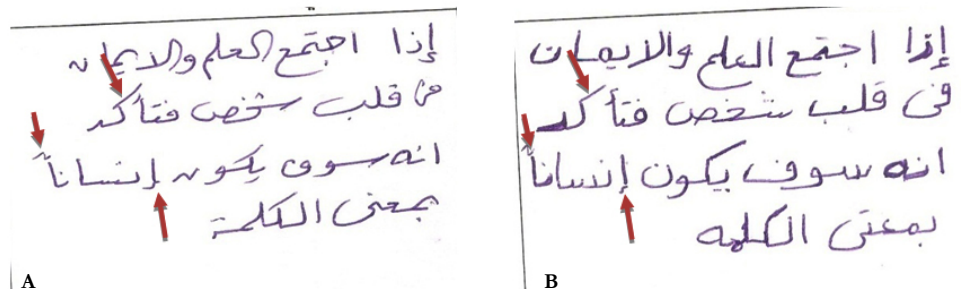 إذا اجتمع العلم والايمان
في قلب شخص فتأكد
انه سوف يكون إنساناً
بمعنى الكلمة
A
إذا اجتمع العلم والايمان
في قلب شخص فتأكد
انه سوف يكون إنساناً
بمعنى الكلمه
B